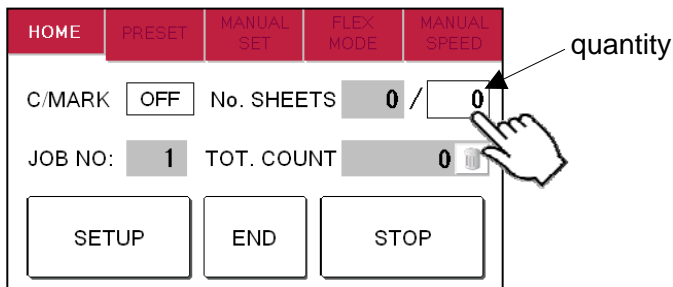 HOME PRESET MANUAL SET FLEX MODE MANUAL SPEED
quantity
C/MARK OFF No. SHEETS 0 / 0
JOB NO: 1 TOT. COUNT 0
SETUP END STOP